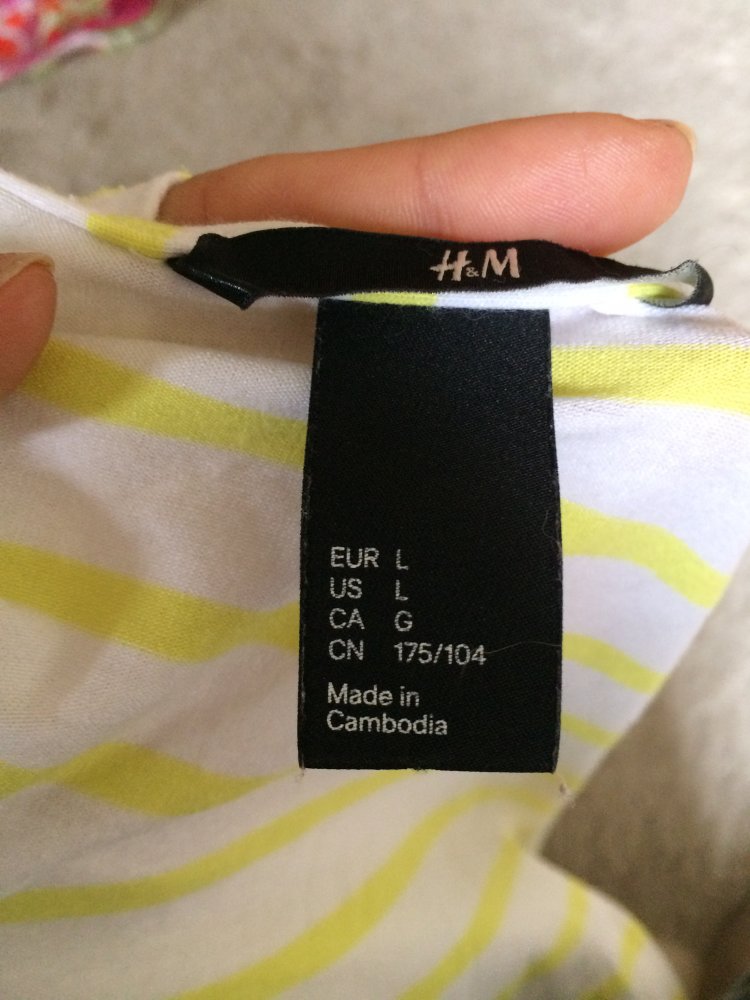 H&M
EUR L
US L
CA G
CN 175/104
Made in
Cambodia